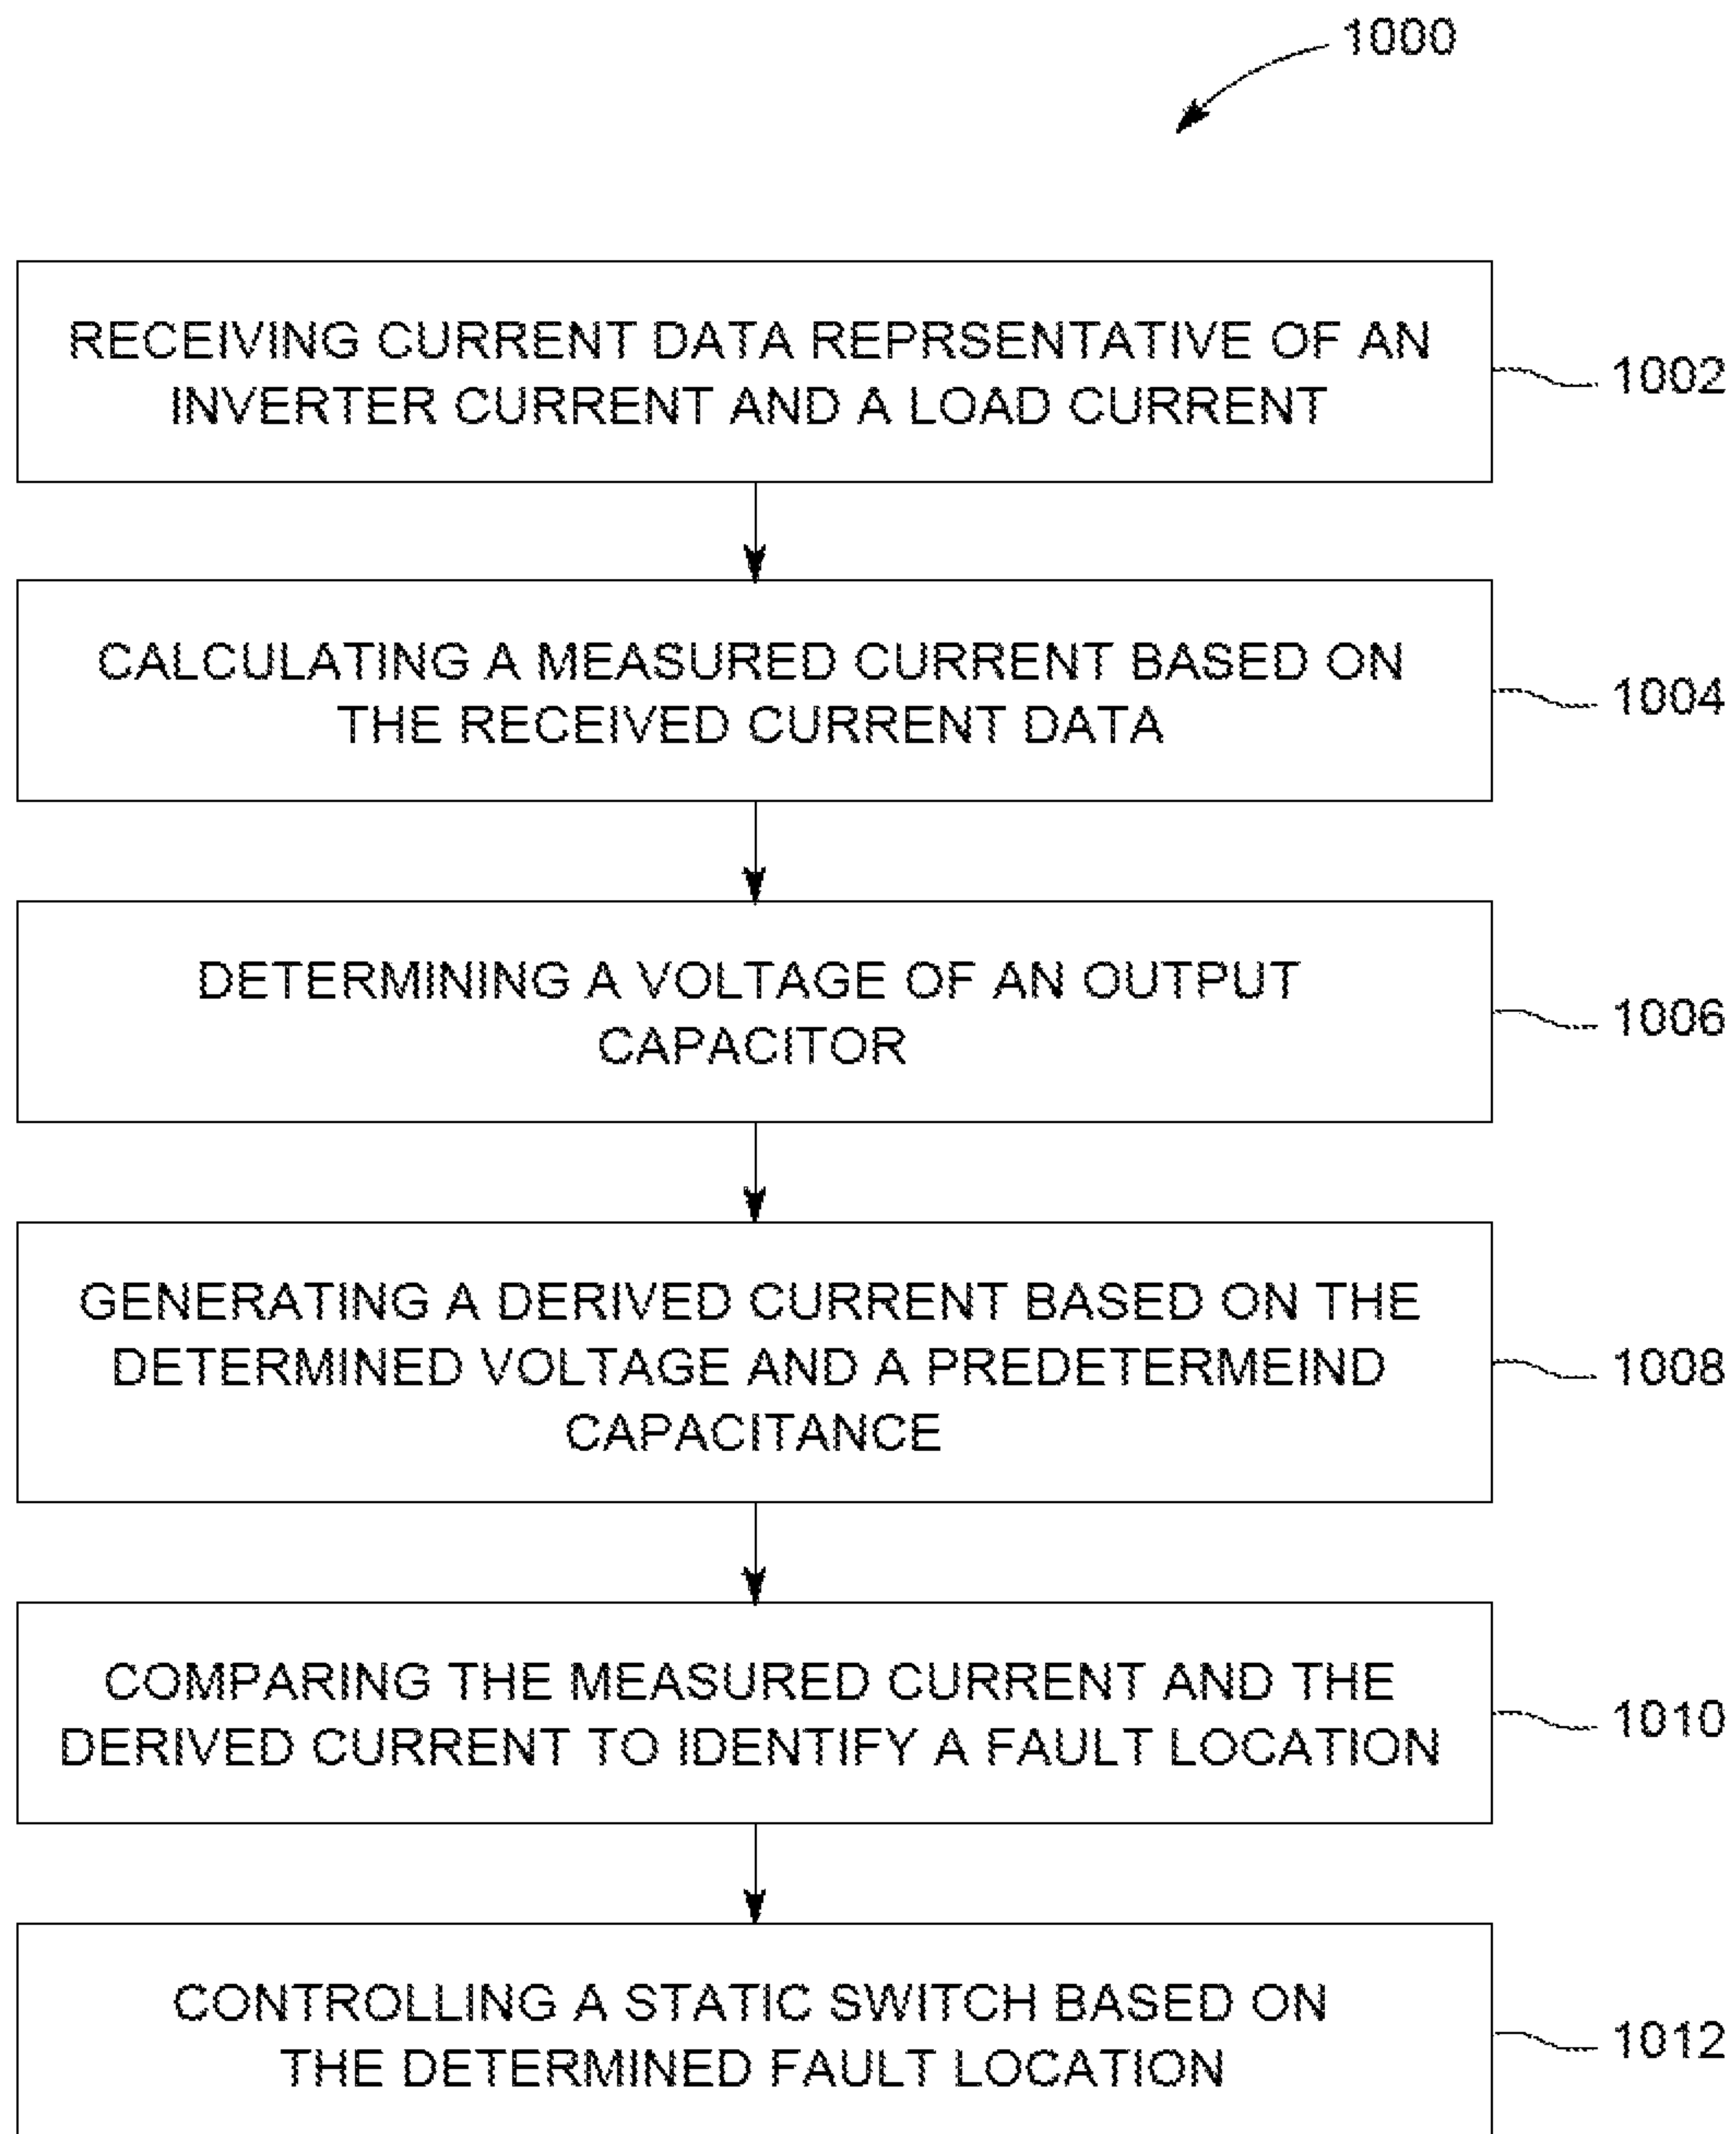 1000
RECEIVING CURRENT DATA REPRSENTATIVE OF AN
INVERTER CURRENT AND A LOAD CURRENT
1002
CALCULATING A MEASURED CURRENT BASED ON
THE RECEIVED CURRENT DATA
1004
DETERMINING A VOLTAGE OF AN OUTPUT
CAPACITOR
1006
GENERATING A DERIVED CURRENT BASED ON THE
DETERMINED VOLTAGE AND A PREDETERMEIND
CAPACITANCE
1008
COMPARING THE MEASURED CURRENT AND THE
DERIVED CURRENT TO IDENTIFY A FAULT LOCATION
1010
CONTROLLING A STATIC SWITCH BASED ON
THE DETERMINED FAULT LOCATION
1012